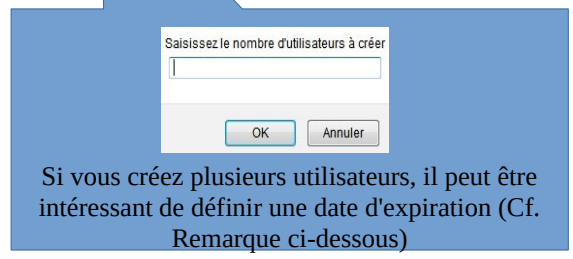 Saisissez le nombre d'utilisateurs à créer
OK
Annuler
Si vous créez plusieurs utilisateurs, il peut être
intéressant de définir une date d'expiration (Cf.
Remarque ci-dessous)